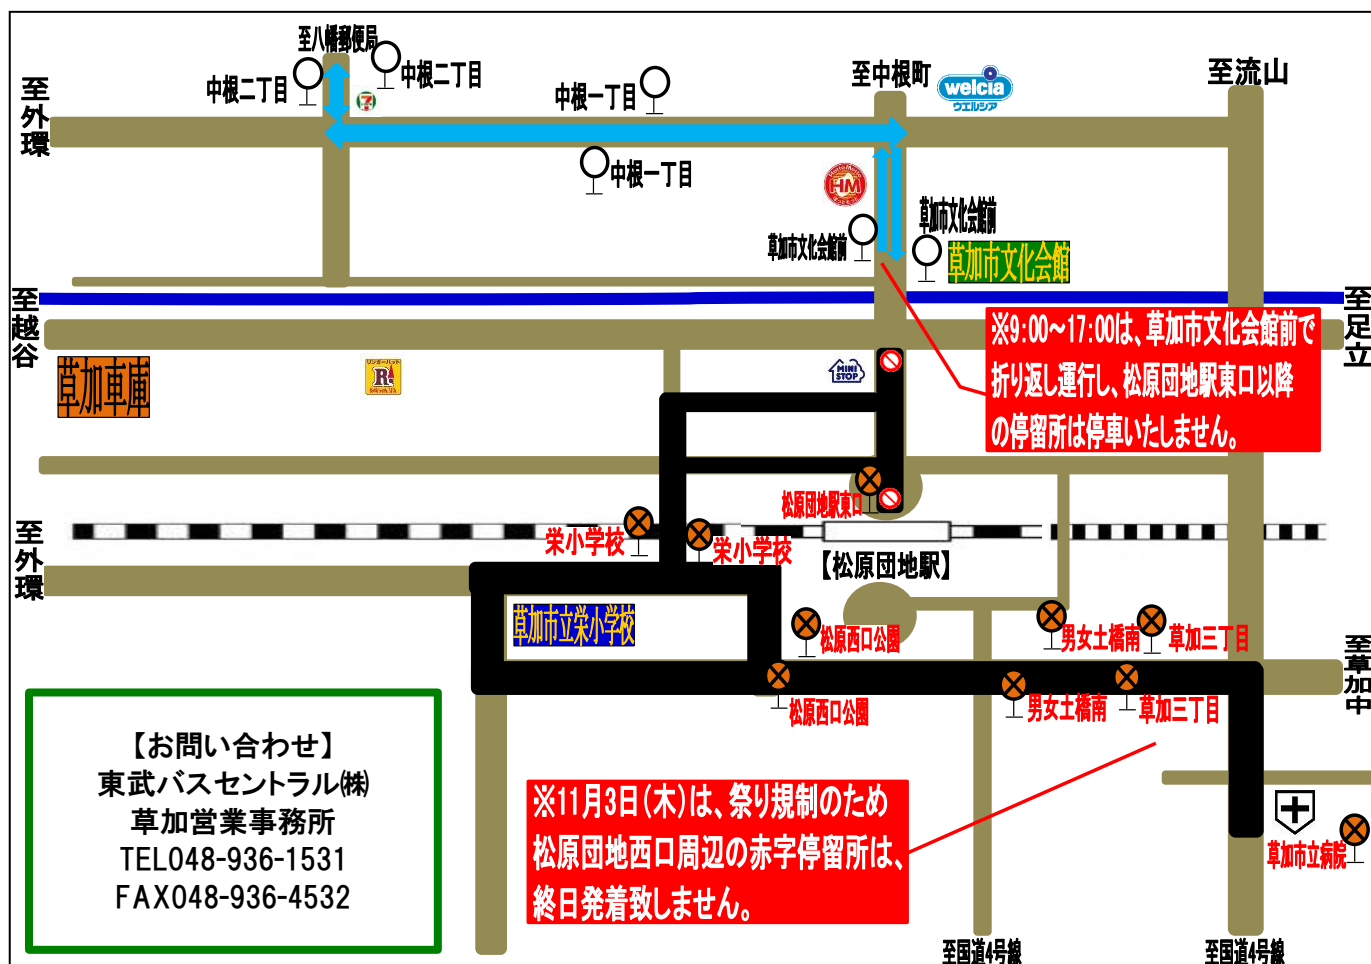 至八幡郵便局
中根二丁目
中根二丁目
中根一丁目
至中根町
welcia
ウエルシア
至流山
至外環
7
中根一丁目
HM
草加市文化会館前
草加市文化会館前
草加市文化会館
至越谷
至足立
※9:00～17:00は、草加市文化会館前で
折り返し運行し、松原団地駅東口以降
の停留所は停車いたしません。
草加車庫
リンガーハット
R
MINI
STOP
松原団地駅東口
至外環
栄小学校
栄小学校
【松原団地駅】
草加市立栄小学校
松原西口公園
男女土橋南
草加三丁目
至草加中
松原西口公園
男女土橋南
草加三丁目
【お問い合わせ】
東武バスセントラル㈱
草加営業事務所
TEL048-936-1531
FAX048-936-4532
※11月3日（木）は、祭り規制のため
松原団地西口周辺の赤字停留所は、
終日発着致しません。
草加市立病院
至国道4号線
至国道4号線